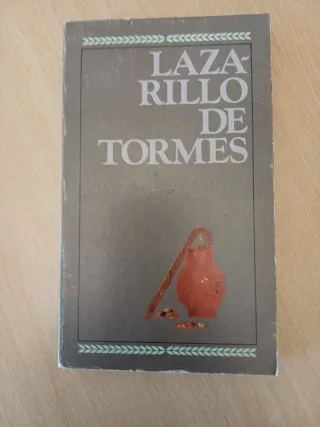 LAZA-
RILLO
DE
TORMES